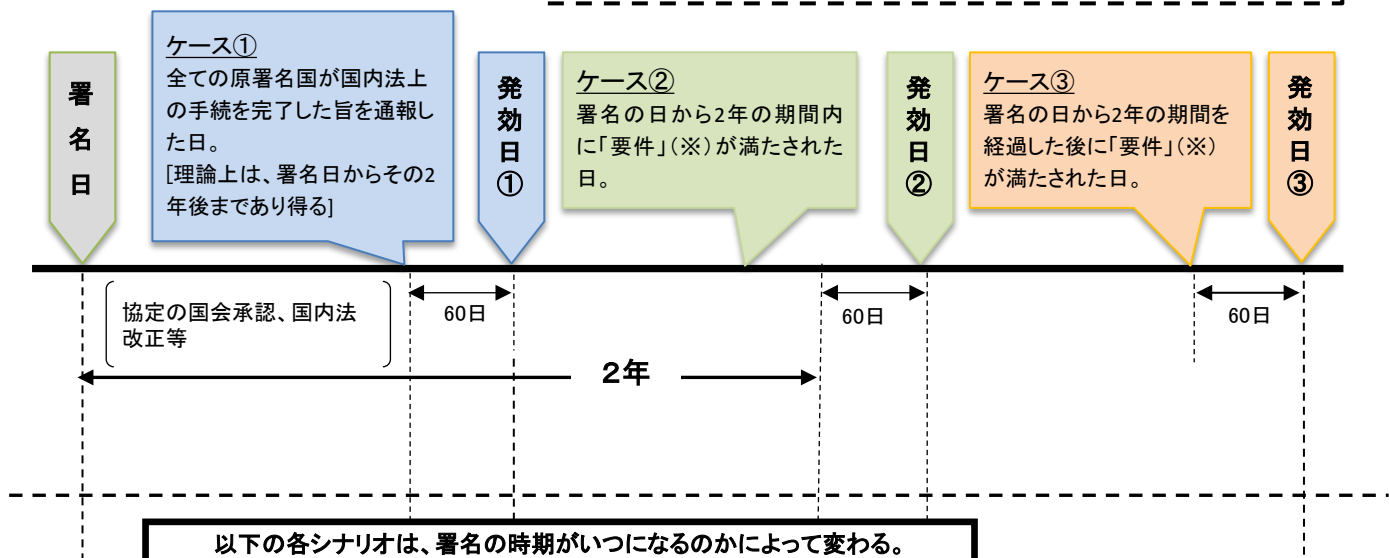 署名日
ケース①
全ての原署名国が国内法上
の手続を完了した旨を通報し
た日。
[理論上は、署名日からその2
年後まであり得る]
発効日①
ケース②
署名の日から2年の期間内
に「要件」(※)が満たされた
日。
発効日②
ケース③
署名の日から2年の期間を
経過した後に「要件」(※)
が満たされた日。
発効日③
協定の国会承認、国内法
改正等
60日
60日
60日
2年
以下の各シナリオは、署名の時期がいつになるのかによって変わる。